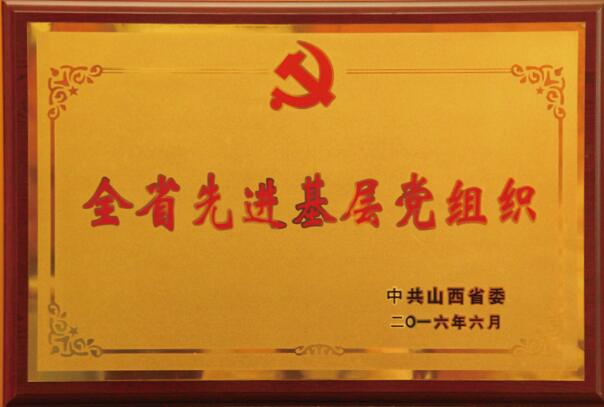 全省先进基层党组织
中共山西省委
二〇一六年六月